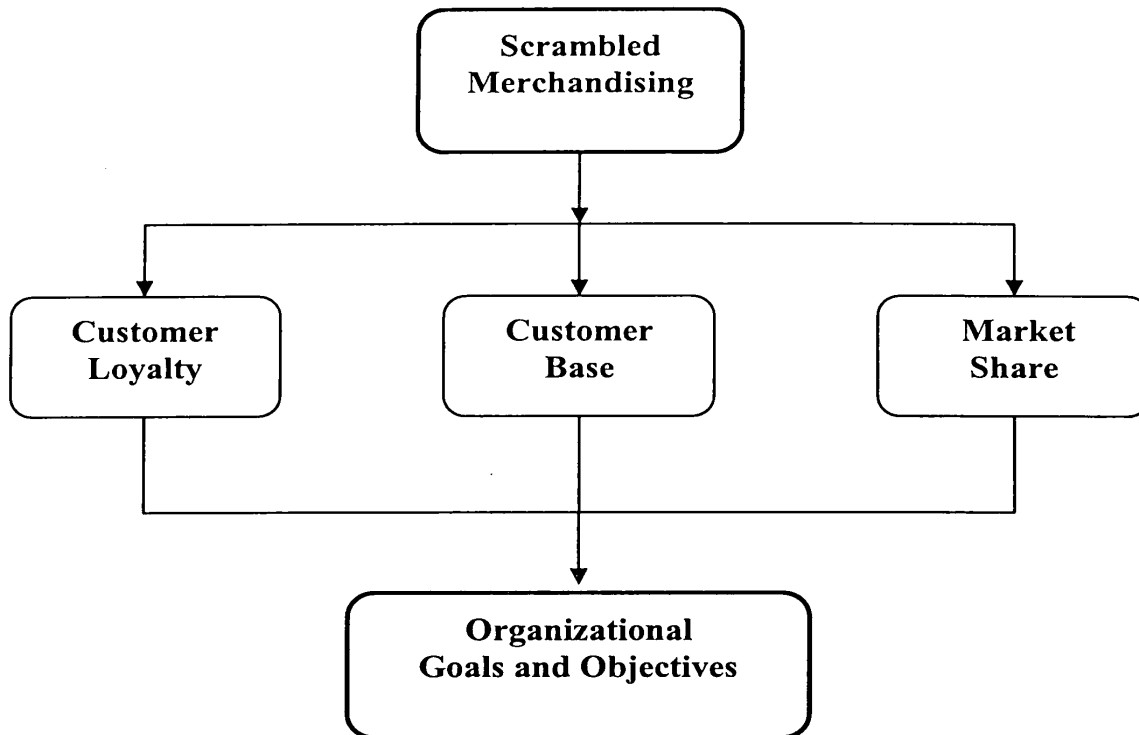 Scrambled
Merchandising
Customer
Loyalty
Customer
Base
Market
Share
Organizational
Goals and Objectives